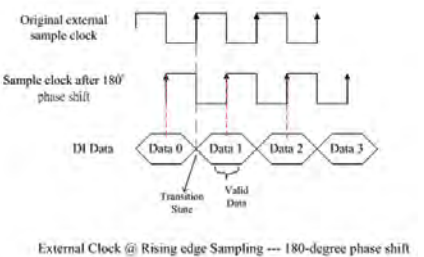 Original external
sample clock
Sample clock after 180°
phase shift
DI Data
Data 0
Data 1
Data 2
Data 3
Transition
State
Valid
Data
External Clock @ Rising edge Sampling --- 180-degree phase shift